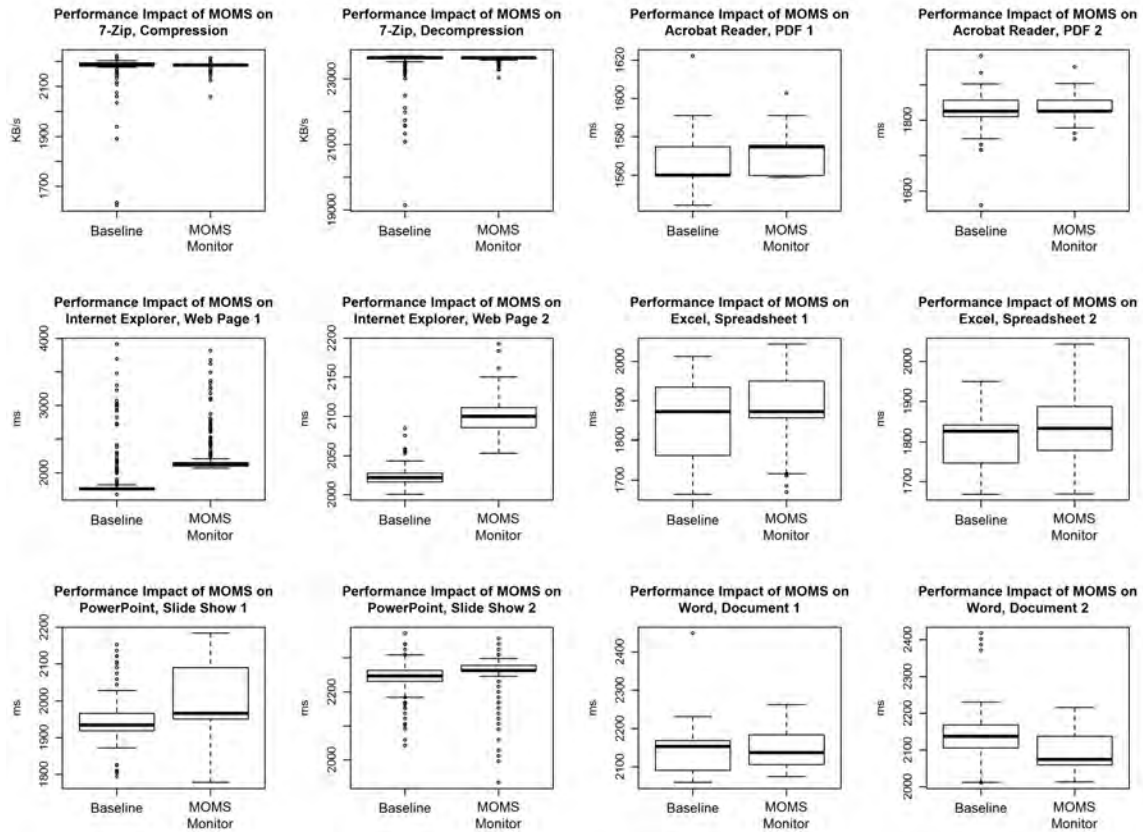 Performance Impact of MOMS on
7-Zip, Compression
KB/s
2100
1900
1700
Baseline
MOMS
Monitor
Performance Impact of MOMS on
7-Zip, Decompression
KB/s
23000
21000
19000
Baseline
MOMS
Monitor
Performance Impact of MOMS on
Acrobat Reader, PDF 1
ms
1620
1600
1580
1560
Baseline
MOMS
Monitor
Performance Impact of MOMS on
Acrobat Reader, PDF 2
ms
1800
1600
Baseline
MOMS
Monitor
Performance Impact of MOMS on
Internet Explorer, Web Page 1
ms
4000
3000
2000
Baseline
MOMS
Monitor
Performance Impact of MOMS on
Internet Explorer, Web Page 2
ms
2200
2150
2100
2050
2000
Baseline
MOMS
Monitor
Performance Impact of MOMS on
Excel, Spreadsheet 1
ms
2000
1900
1800
1700
Baseline
MOMS
Monitor
Performance Impact of MOMS on
Excel, Spreadsheet 2
ms
2000
1900
1800
1700
Baseline
MOMS
Monitor
Performance Impact of MOMS on
PowerPoint, Slide Show 1
ms
2200
2100
2000
1900
1800
Baseline
MOMS
Monitor
Performance Impact of MOMS on
PowerPoint, Slide Show 2
ms
2200
2000
Baseline
MOMS
Monitor
Performance Impact of MOMS on
Word, Document 1
ms
2400
2300
2200
2100
Baseline
MOMS
Monitor
Performance Impact of MOMS on
Word, Document 2
ms
2400
2300
2200
2100
2000
Baseline
MOMS
Monitor